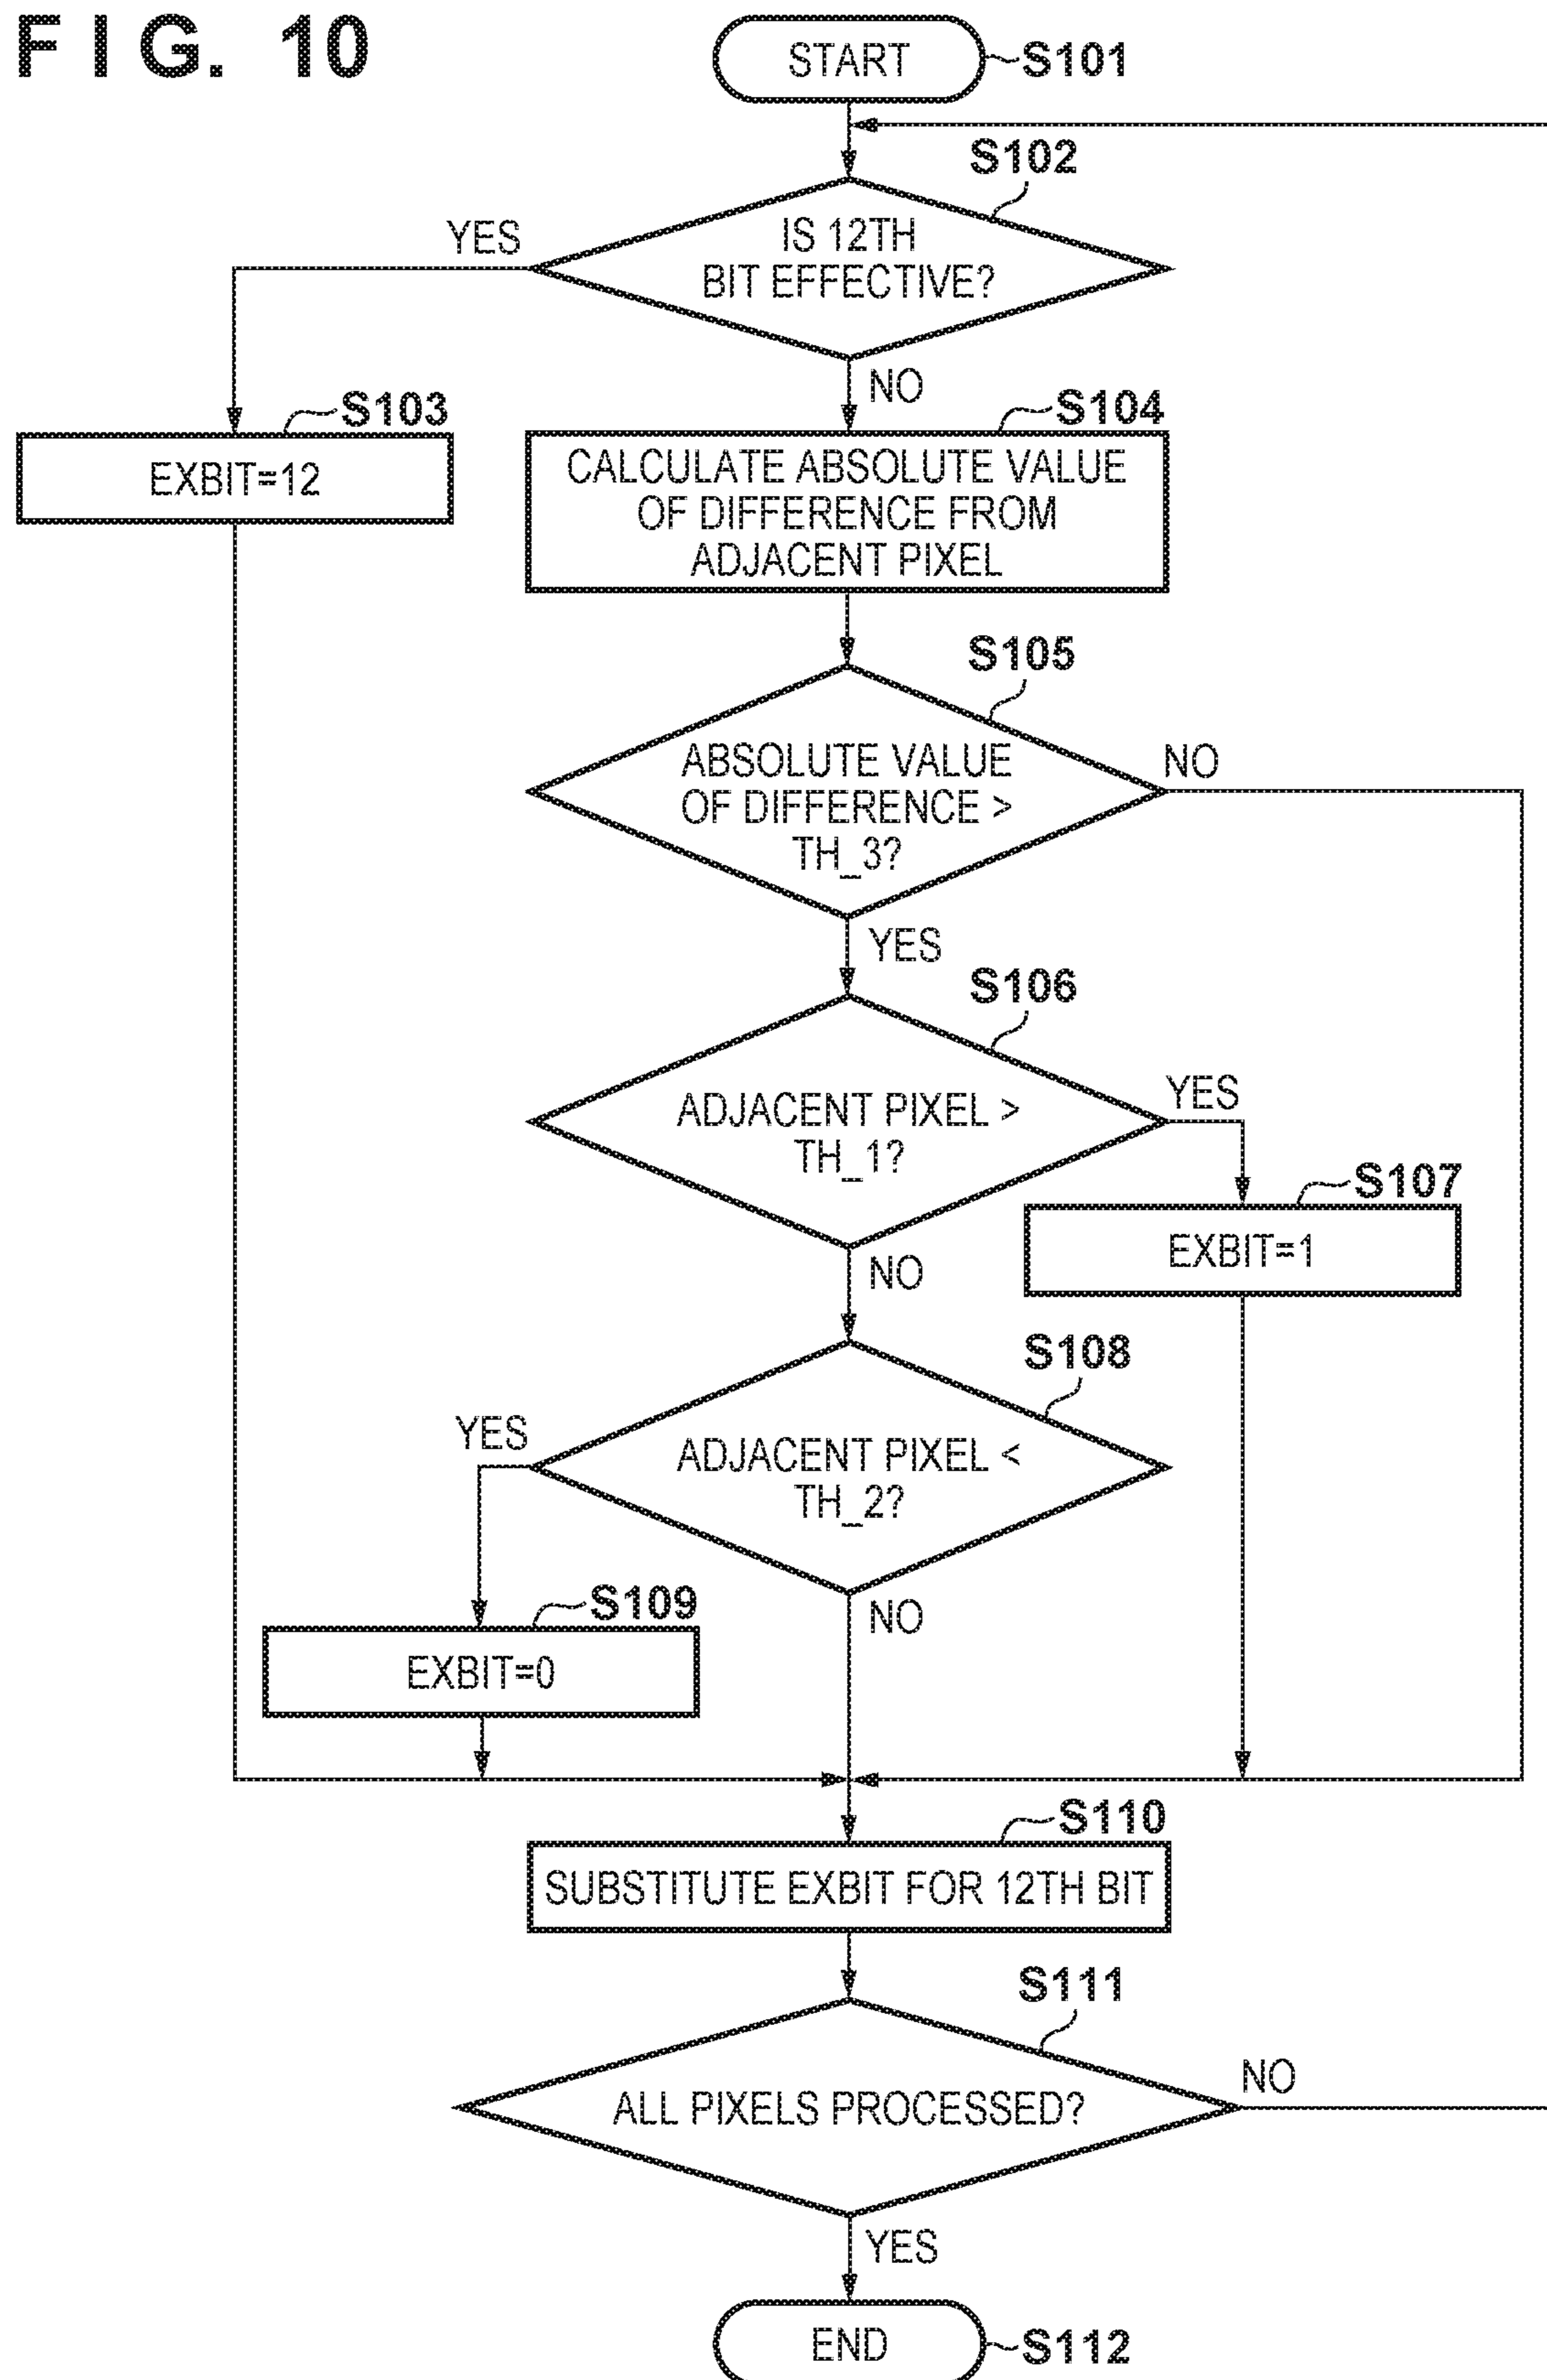 FIG. 10
START
S101
S102
YES
IS 12TH
BIT EFFECTIVE?
NO
S103
EXBIT=12
S104
CALCULATE ABSOLUTE VALUE
OF DIFFERENCE FROM
ADJACENT PIXEL
S105
ABSOLUTE VALUE
OF DIFFERENCE >
TH_3?
NO
YES
S106
ADJACENT PIXEL >
TH_1?
YES
S107
EXBIT=1
NO
S108
YES
ADJACENT PIXEL <
TH_2?
S109
EXBIT=0
NO
S110
SUBSTITUTE EXBIT FOR 12TH BIT
S111
ALL PIXELS PROCESSED?
NO
YES
END
S112